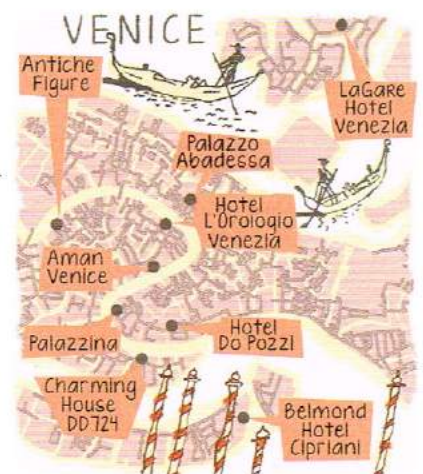 VENICE
Antiche
Figure
LaGare
Hotel
Venezia
Palazzo
Abadessa
Hotel
L'Orologio
Venezia
Aman
Venice
Palazzina
Hotel
Do Pozzi
Charming
House
DD724
Belmond
Hotel
Cipriani